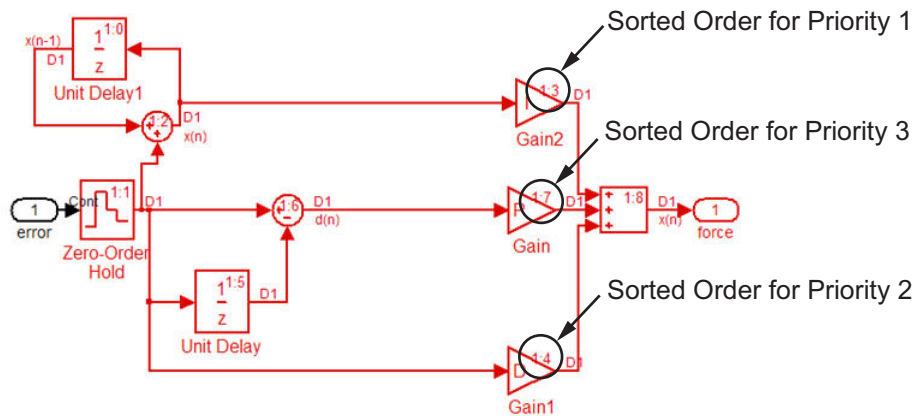 Sorted Order for Priority 1
x(n-1)
D1
1:0
1
z
Unit Delay1
1:2
D1
x(n)
1:3
D1
Gain2
Sorted Order for Priority 3
1
error
Cont
1:1
D1
Zero-Order
Hold
1:6
D1
d(n)
P
1:7
D1
Gain
1:8
D1
x(n)
1
force
1:5
1
z
D1
Unit Delay
Sorted Order for Priority 2
D
1:4
D1
Gain1